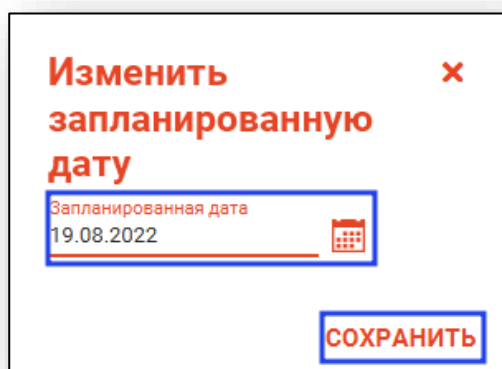 Изменить
запланированную
дату
Запланированная дата
19.08.2022
СОХРАНИТЬ